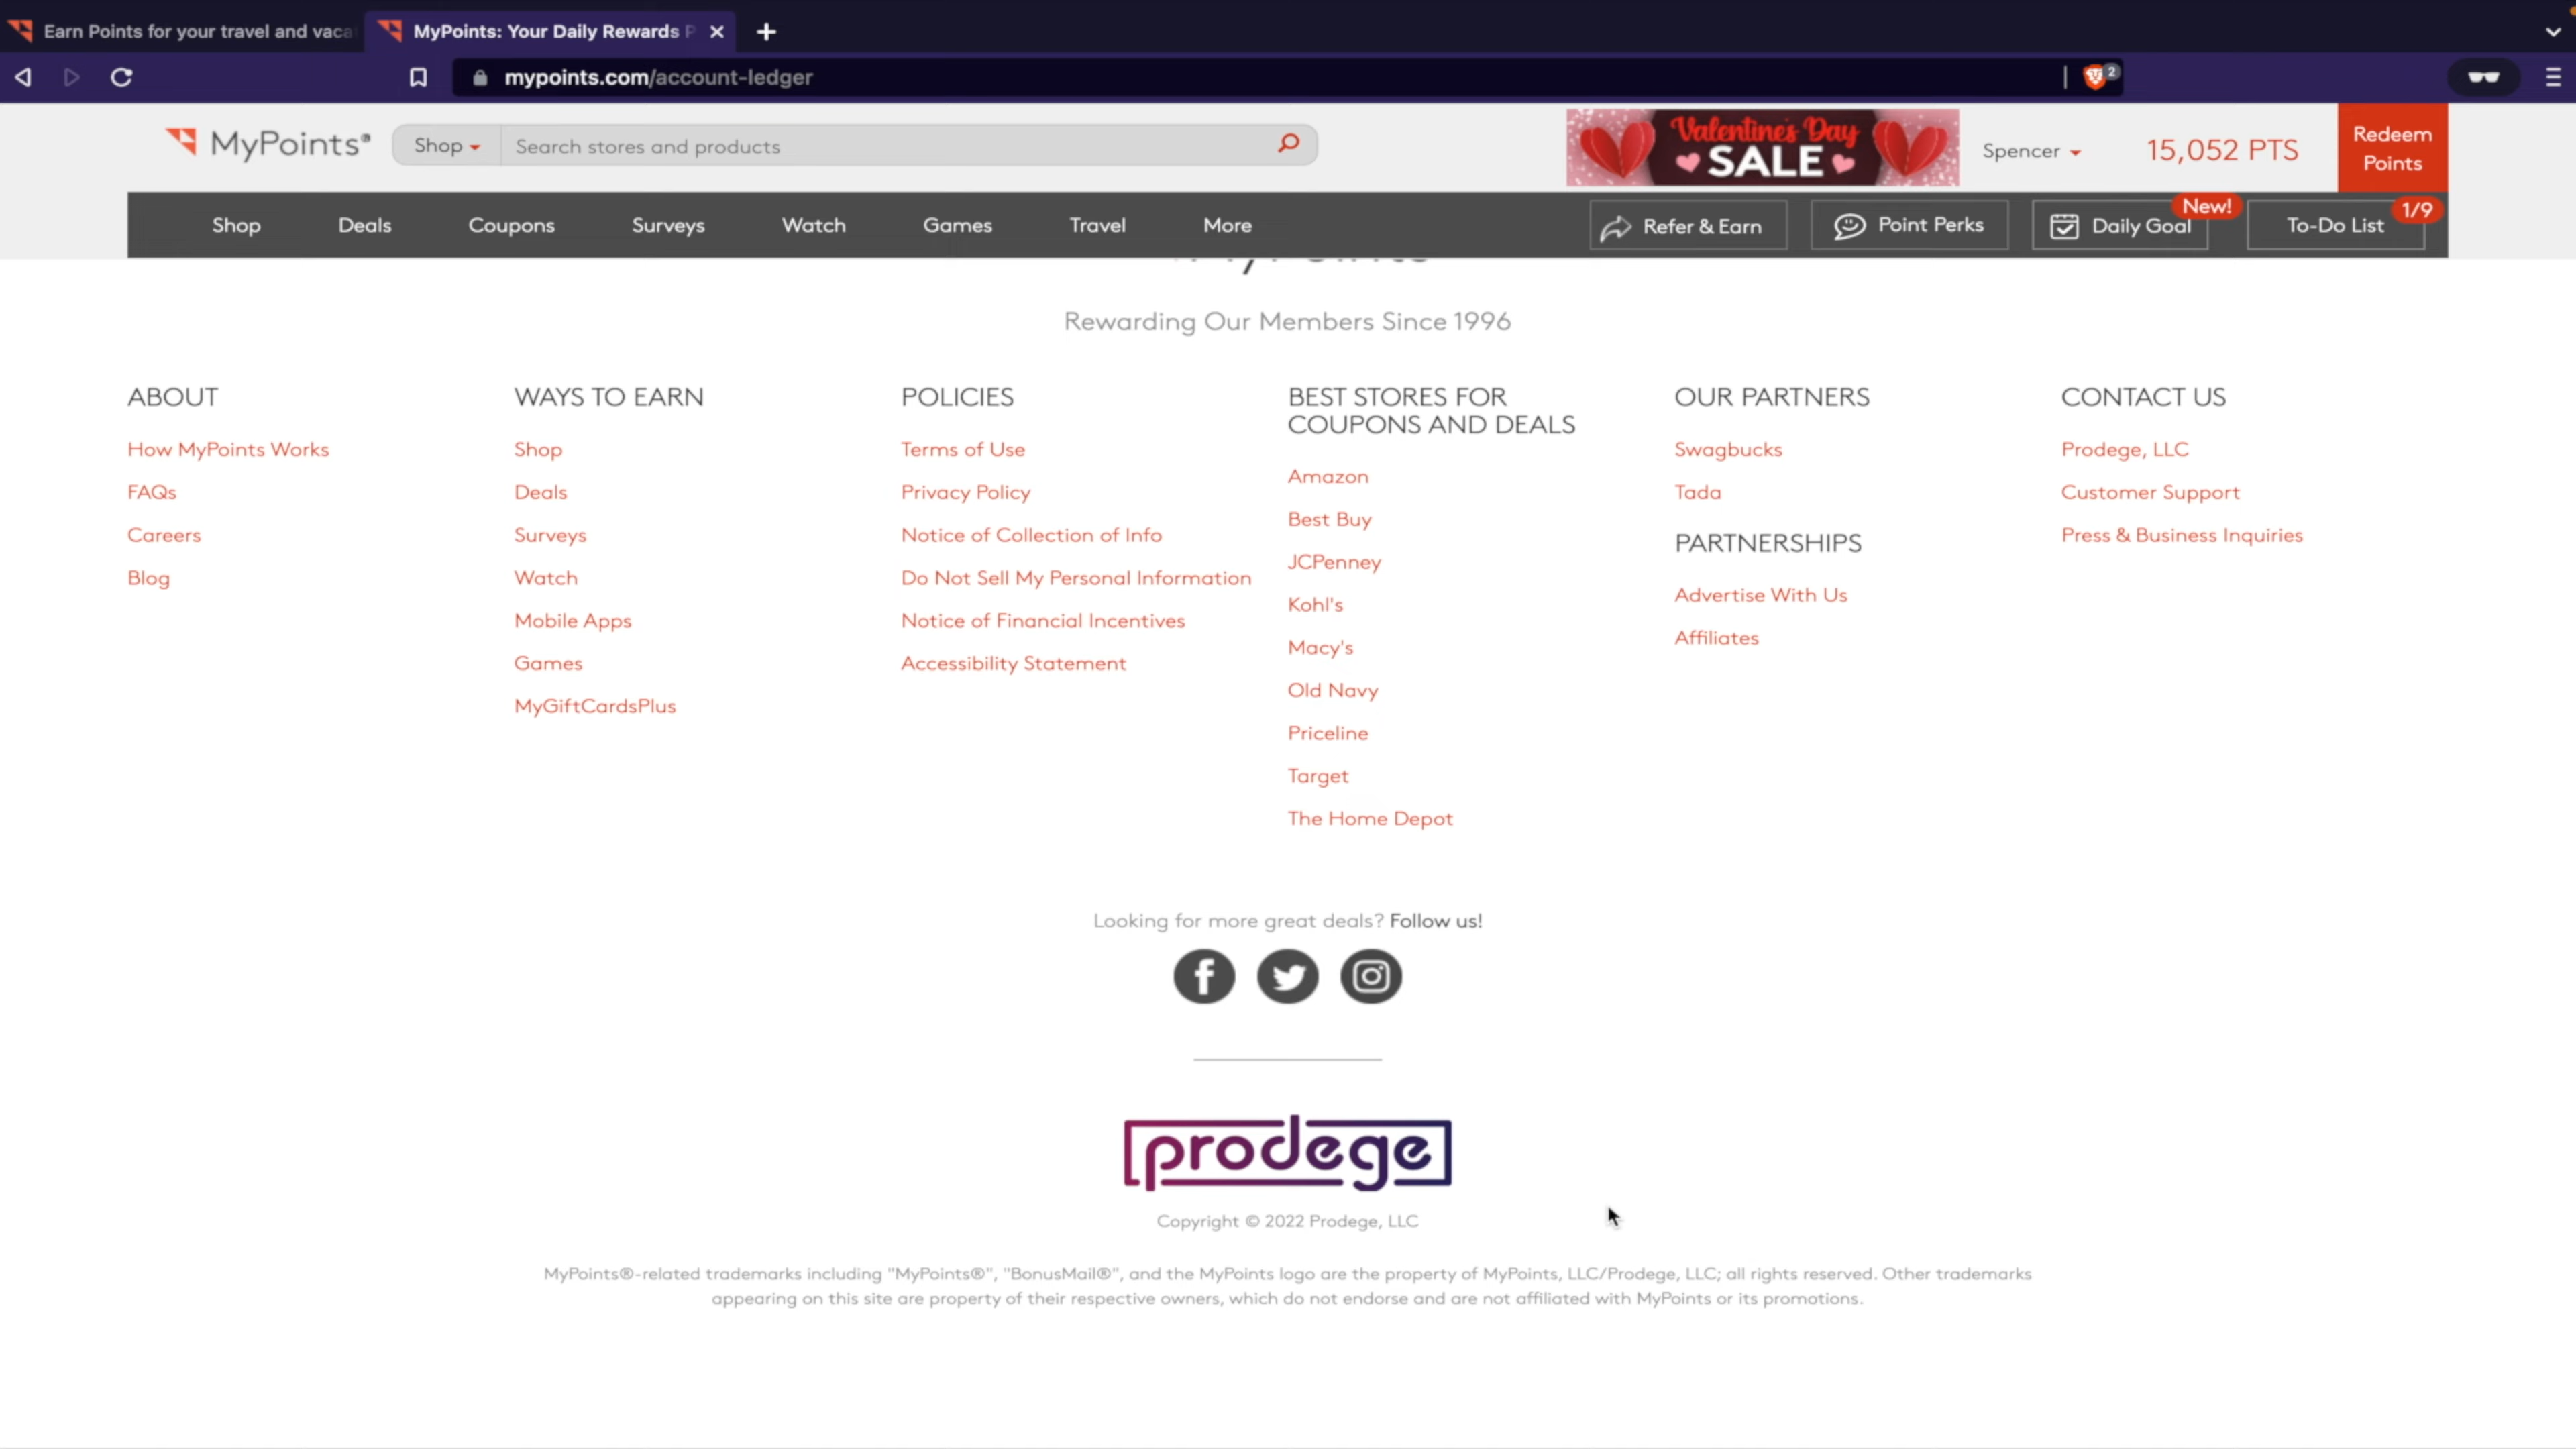 Earn Points for your travel and vaca
MyPoints: Your Daily Rewards P
mypoints.com/account-ledger
2
MyPoints®
Shop
Search stores and products
Valentine's Day
SALE
Spencer
15,052 PTS
Redeem
Points
Shop
Deals
Coupons
Surveys
Watch
Games
Travel
More
Refer & Earn
Point Perks
Daily Goal
New!
To-Do List
1/9
MyPoints
Rewarding Our Members Since 1996
ABOUT
How MyPoints Works
FAQs
Careers
Blog
WAYS TO EARN
Shop
Deals
Surveys
Watch
Mobile Apps
Games
MyGiftCardsPlus
POLICIES
Terms of Use
Privacy Policy
Notice of Collection of Info
Do Not Sell My Personal Information
Notice of Financial Incentives
Accessibility Statement
BEST STORES FOR
COUPONS AND DEALS
Amazon
Best Buy
JCPenney
Kohl's
Macy's
Old Navy
Priceline
Target
The Home Depot
OUR PARTNERS
Swagbucks
Tada
PARTNERSHIPS
Advertise With Us
Affiliates
CONTACT US
Prodege, LLC
Customer Support
Press & Business Inquiries
Looking for more great deals? Follow us!
prodege
Copyright © 2022 Prodege, LLC
MyPoints®-related trademarks including "MyPoints®", "BonusMail®", and the MyPoints logo are the property of MyPoints, LLC/Prodege, LLC; all rights reserved. Other trademarks
appearing on this site are property of their respective owners, which do not endorse and are not affiliated with MyPoints or its promotions.